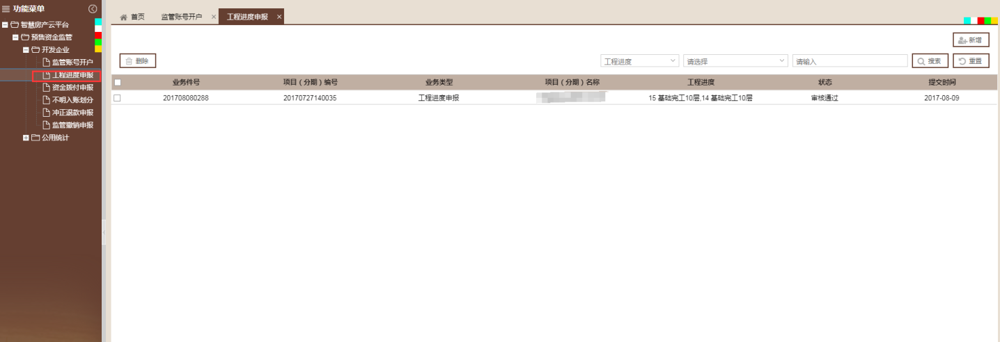 功能菜单
智慧房产云平台
预售资金监管
开发企业
监管账号开户
工程进度申报
资金拨付申报
不明入账划分
冲正退款申报
监管撤销申报
公用统计
首页 监管账号开户 × 工程进度申报 ×
新增
删除 工程进度 请选择 请输入 搜索 重置
业务件号 项目（分期）编号 业务类型 项目（分期）名称 工程进度 状态 提交时间
201708080288 20170727140035 工程进度申报 15 基础完工10层,14 基础完工10层 审核通过 2017-08-09